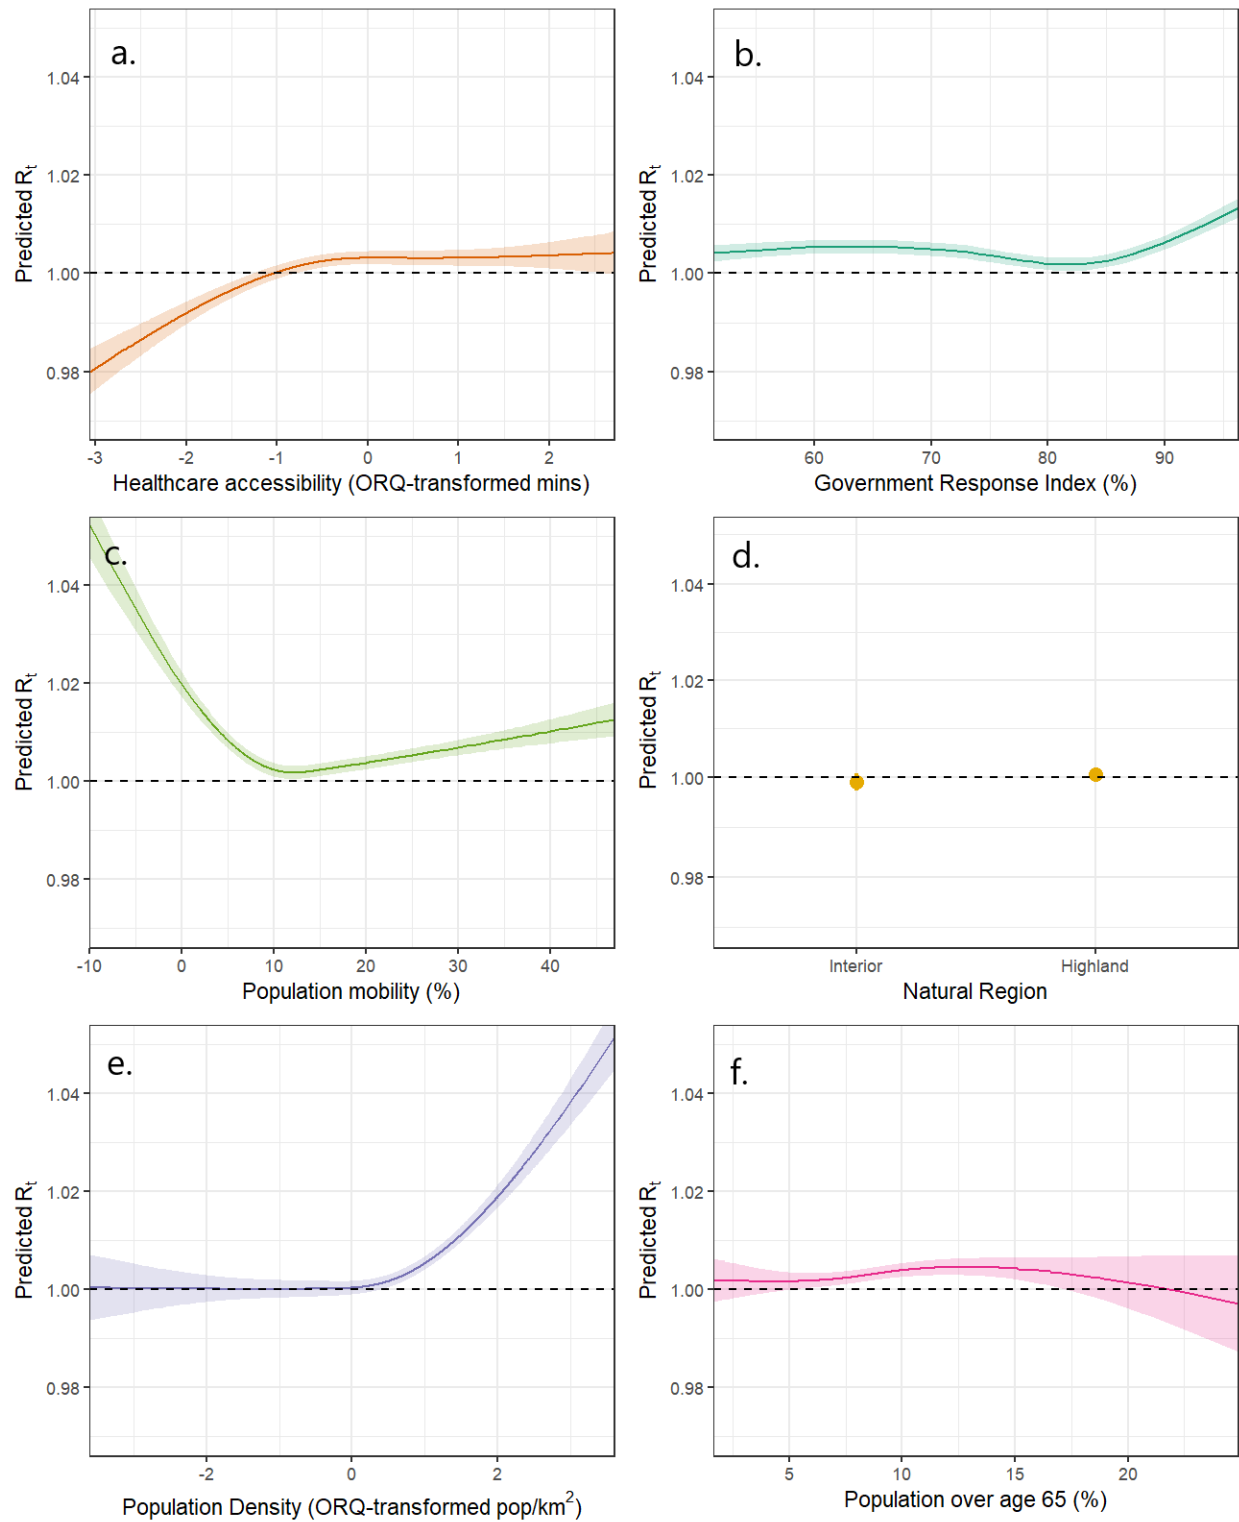 a.
1.04
1.02
1.00
0.98
Predicted Rt
-3 -2 -1 0 1 2
Healthcare accessibility (ORQ-transformed mins)
b.
1.04
1.02
1.00
0.98
Predicted Rt
60 70 80 90
Government Response Index (%)
c.
1.04
1.02
1.00
0.98
Predicted Rt
-10 0 10 20 30 40
Population mobility (%)
d.
1.04
1.02
1.00
0.98
Predicted Rt
Interior Highland
Natural Region
e.
1.04
1.02
1.00
0.98
Predicted Rt
-2 0 2
Population Density (ORQ-transformed pop/km²)
f.
1.04
1.02
1.00
0.98
Predicted Rt
5 10 15 20
Population over age 65 (%)